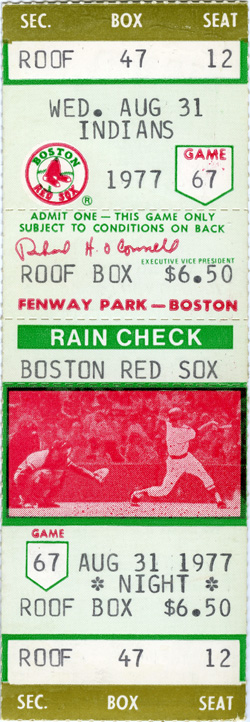 SEC. BOX SEAT
ROOF 47 12
WED. AUG 31
INDIANS
BOSTON RED SOX ®
1977
GAME 67
ADMIT ONE — THIS GAME ONLY
SUBJECT TO CONDITIONS ON BACK
Richard H. O'Connell
EXECUTIVE VICE PRESIDENT
ROOF BOX $6.50
FENWAY PARK — BOSTON
RAIN CHECK
BOSTON RED SOX
GAME
67 AUG 31 1977
* NIGHT *
ROOF BOX $6.50
ROOF 47 12
SEC. BOX SEAT